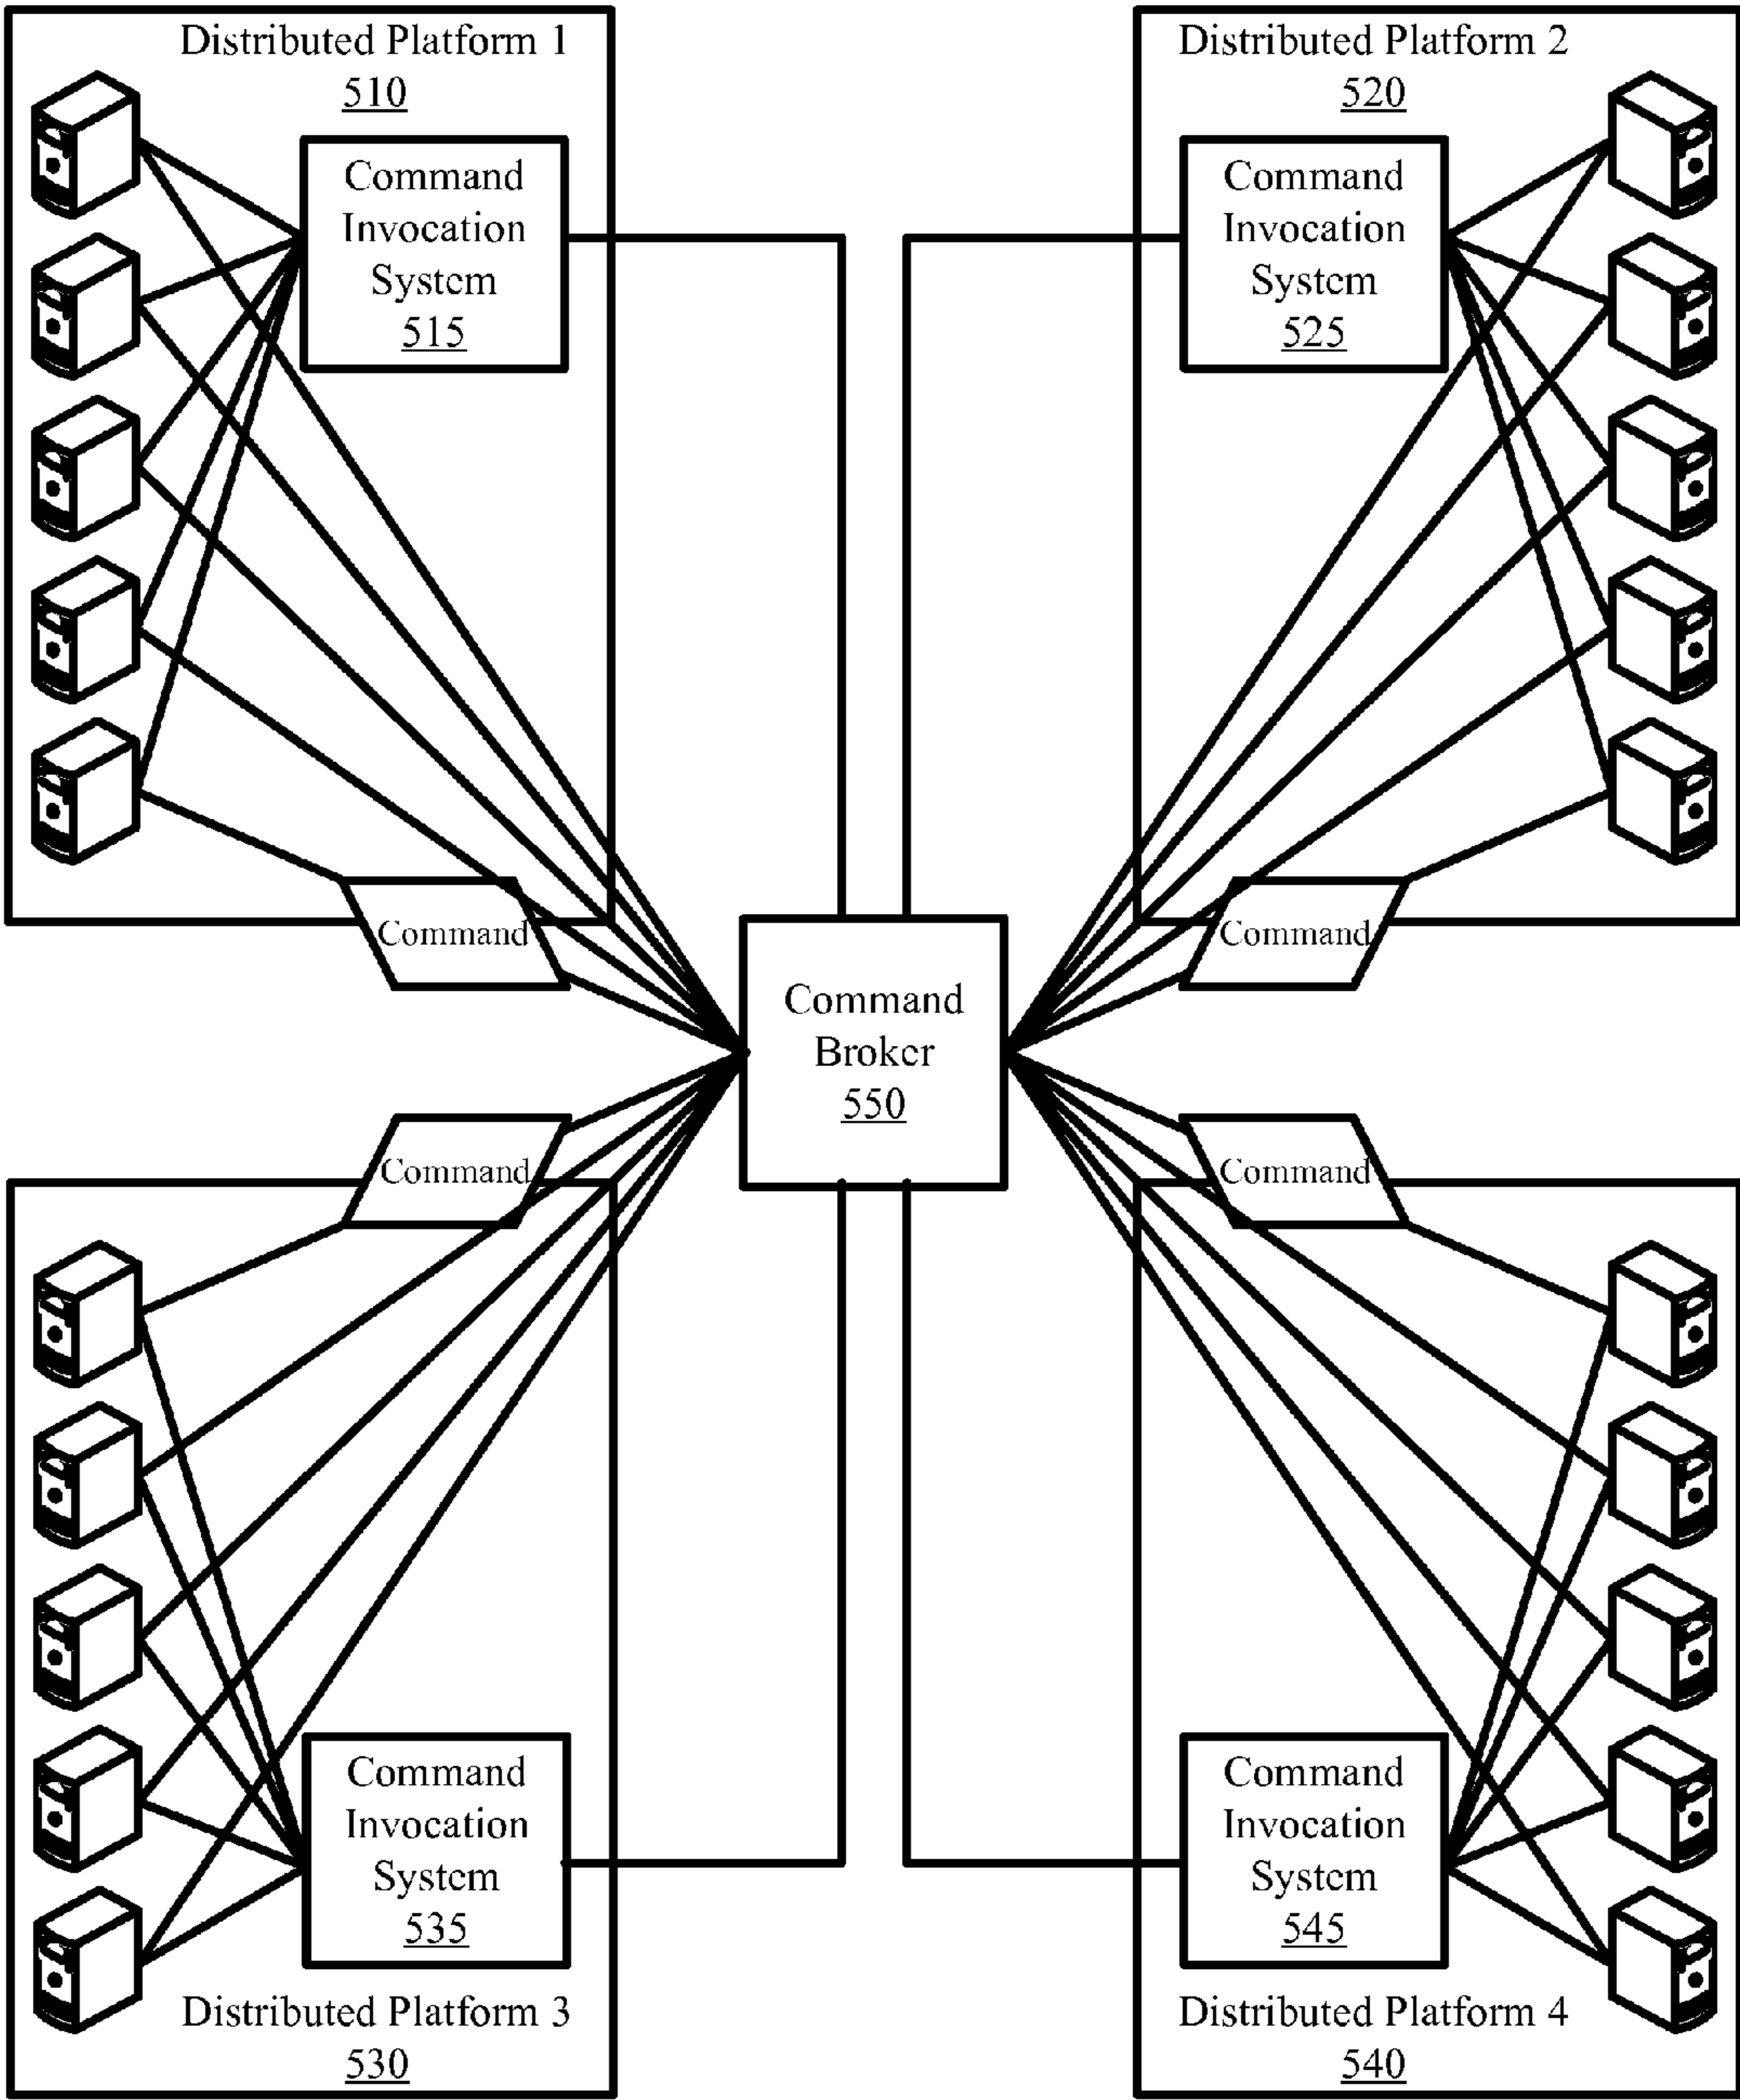 Distributed Platform 1
510
Command
Invocation
System
515
Distributed Platform 2
520
Command
Invocation
System
525
Command
Command
Command
Broker
550
Command
Command
Command
Invocation
System
535
Distributed Platform 3
530
Command
Invocation
System
545
Distributed Platform 4
540